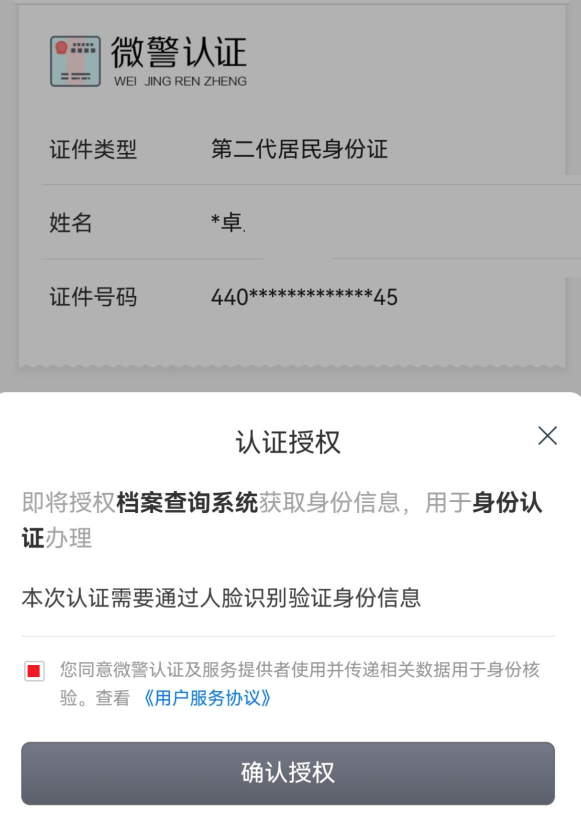 微警认证
WEI JING REN ZHENG
证件类型 第二代居民身份证
姓名 *卓
证件号码 440*************45
认证授权
即将授权档案查询系统获取身份信息，用于身份认
证办理
本次认证需要通过人脸识别验证身份信息
您同意微警认证及服务提供者使用并传递相关数据用于身份核
验。查看 《用户服务协议》
确认授权